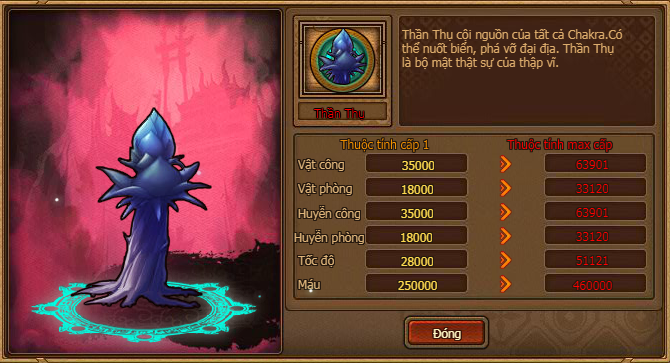 Thần Thụ cội nguồn của tất cả Chakra.Có
thể nuốt biển, phá vỡ đại địa. Thần Thụ
là bộ mặt thật sự của thập vĩ.
Thần Thụ
Thuộc tính cấp 1 Thuộc tính max cấp
Vật công 35000 63901
Vật phòng 18000 33120
Huyễn công 35000 63901
Huyễn phòng 18000 33120
Tốc độ 28000 51121
Máu 250000 460000
Đóng